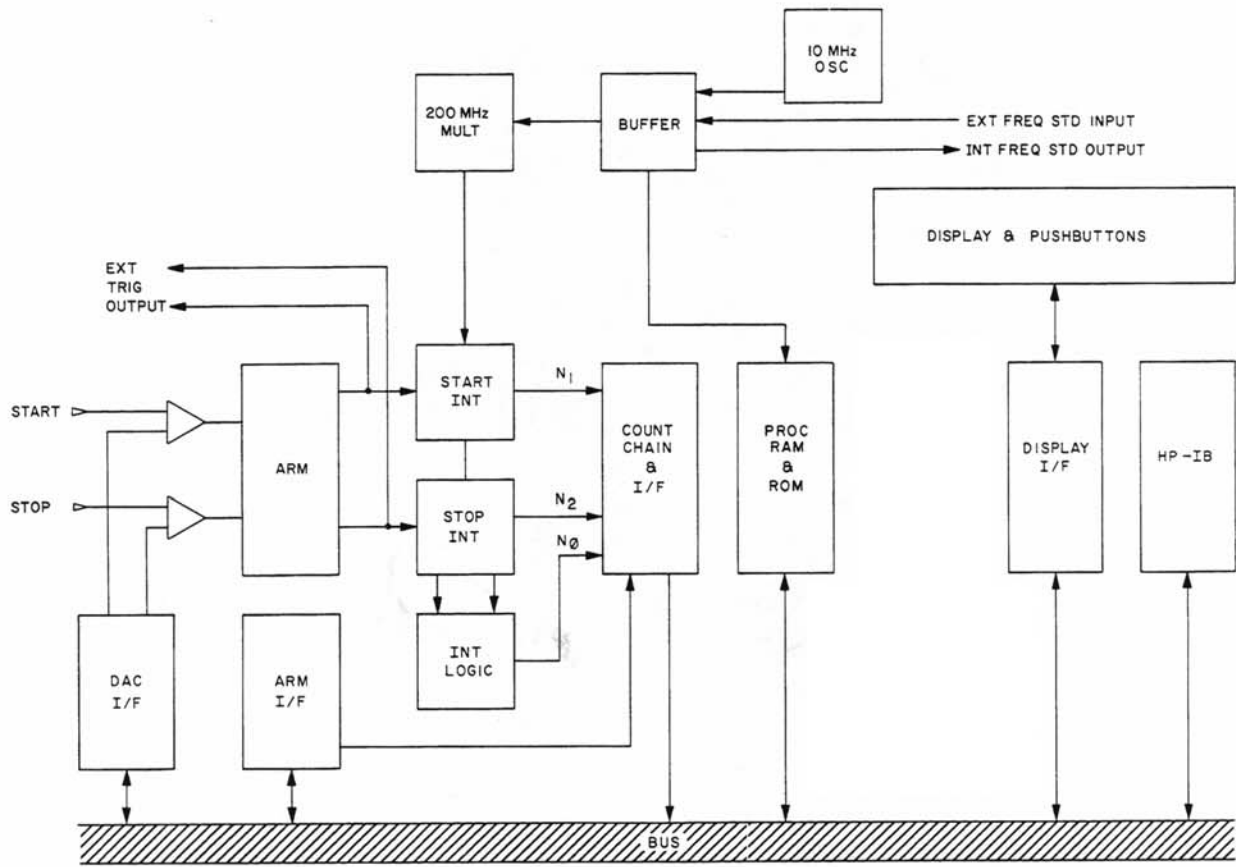 10 MHz
OSC
200 MHz
MULT
BUFFER
EXT FREQ STD INPUT
INT FREQ STD OUTPUT
DISPLAY & PUSHBUTTONS
EXT
TRIG
OUTPUT
START
STOP
ARM
START
INT
STOP
INT
N1
N2
NØ
COUNT
CHAIN
&
I/F
PROC
RAM
&
ROM
DISPLAY
I/F
HP-IB
DAC
I/F
ARM
I/F
INT
LOGIC
BUS